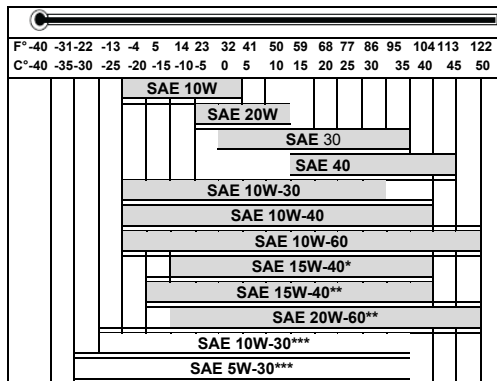 F°-40 -31-22 -13 -4 5 14 23 32 41 50 59 68 77 86 95 104113 122
C°-40 -35-30 -25 -20 -15 -10-5 0 5 10 15 20 25 30 35 40 45 50
SAE 10W
SAE 20W
SAE 30
SAE 40
SAE 10W-30
SAE 10W-40
SAE 10W-60
SAE 15W-40*
SAE 15W-40**
SAE 20W-60**
SAE 10W-30***
SAE 5W-30***